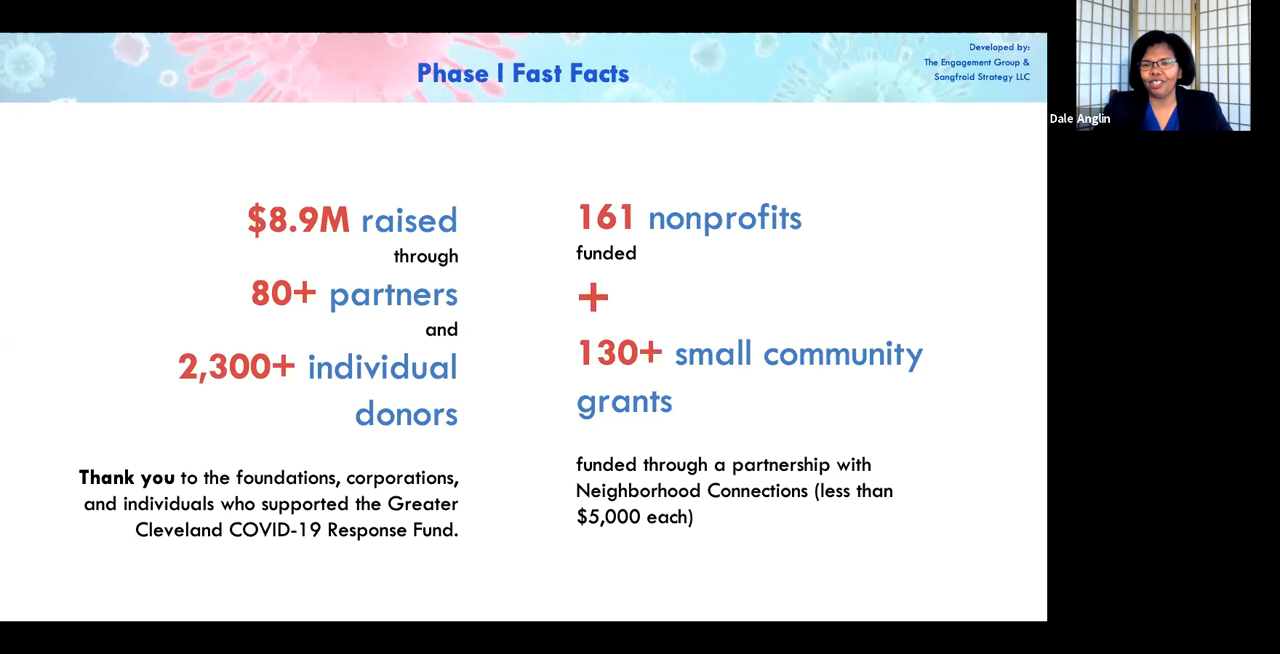 Phase I Fast Facts
Developed by:
The Engagement Group &
Sangfroid Strategy LLC
Dale Anglin
$8.9M raised
through
80+ partners
and
2,300+ individual
donors
Thank you to the foundations, corporations,
and individuals who supported the Greater
Cleveland COVID-19 Response Fund.
161 nonprofits
funded
+
130+ small community
grants
funded through a partnership with
Neighborhood Connections (less than
$5,000 each)